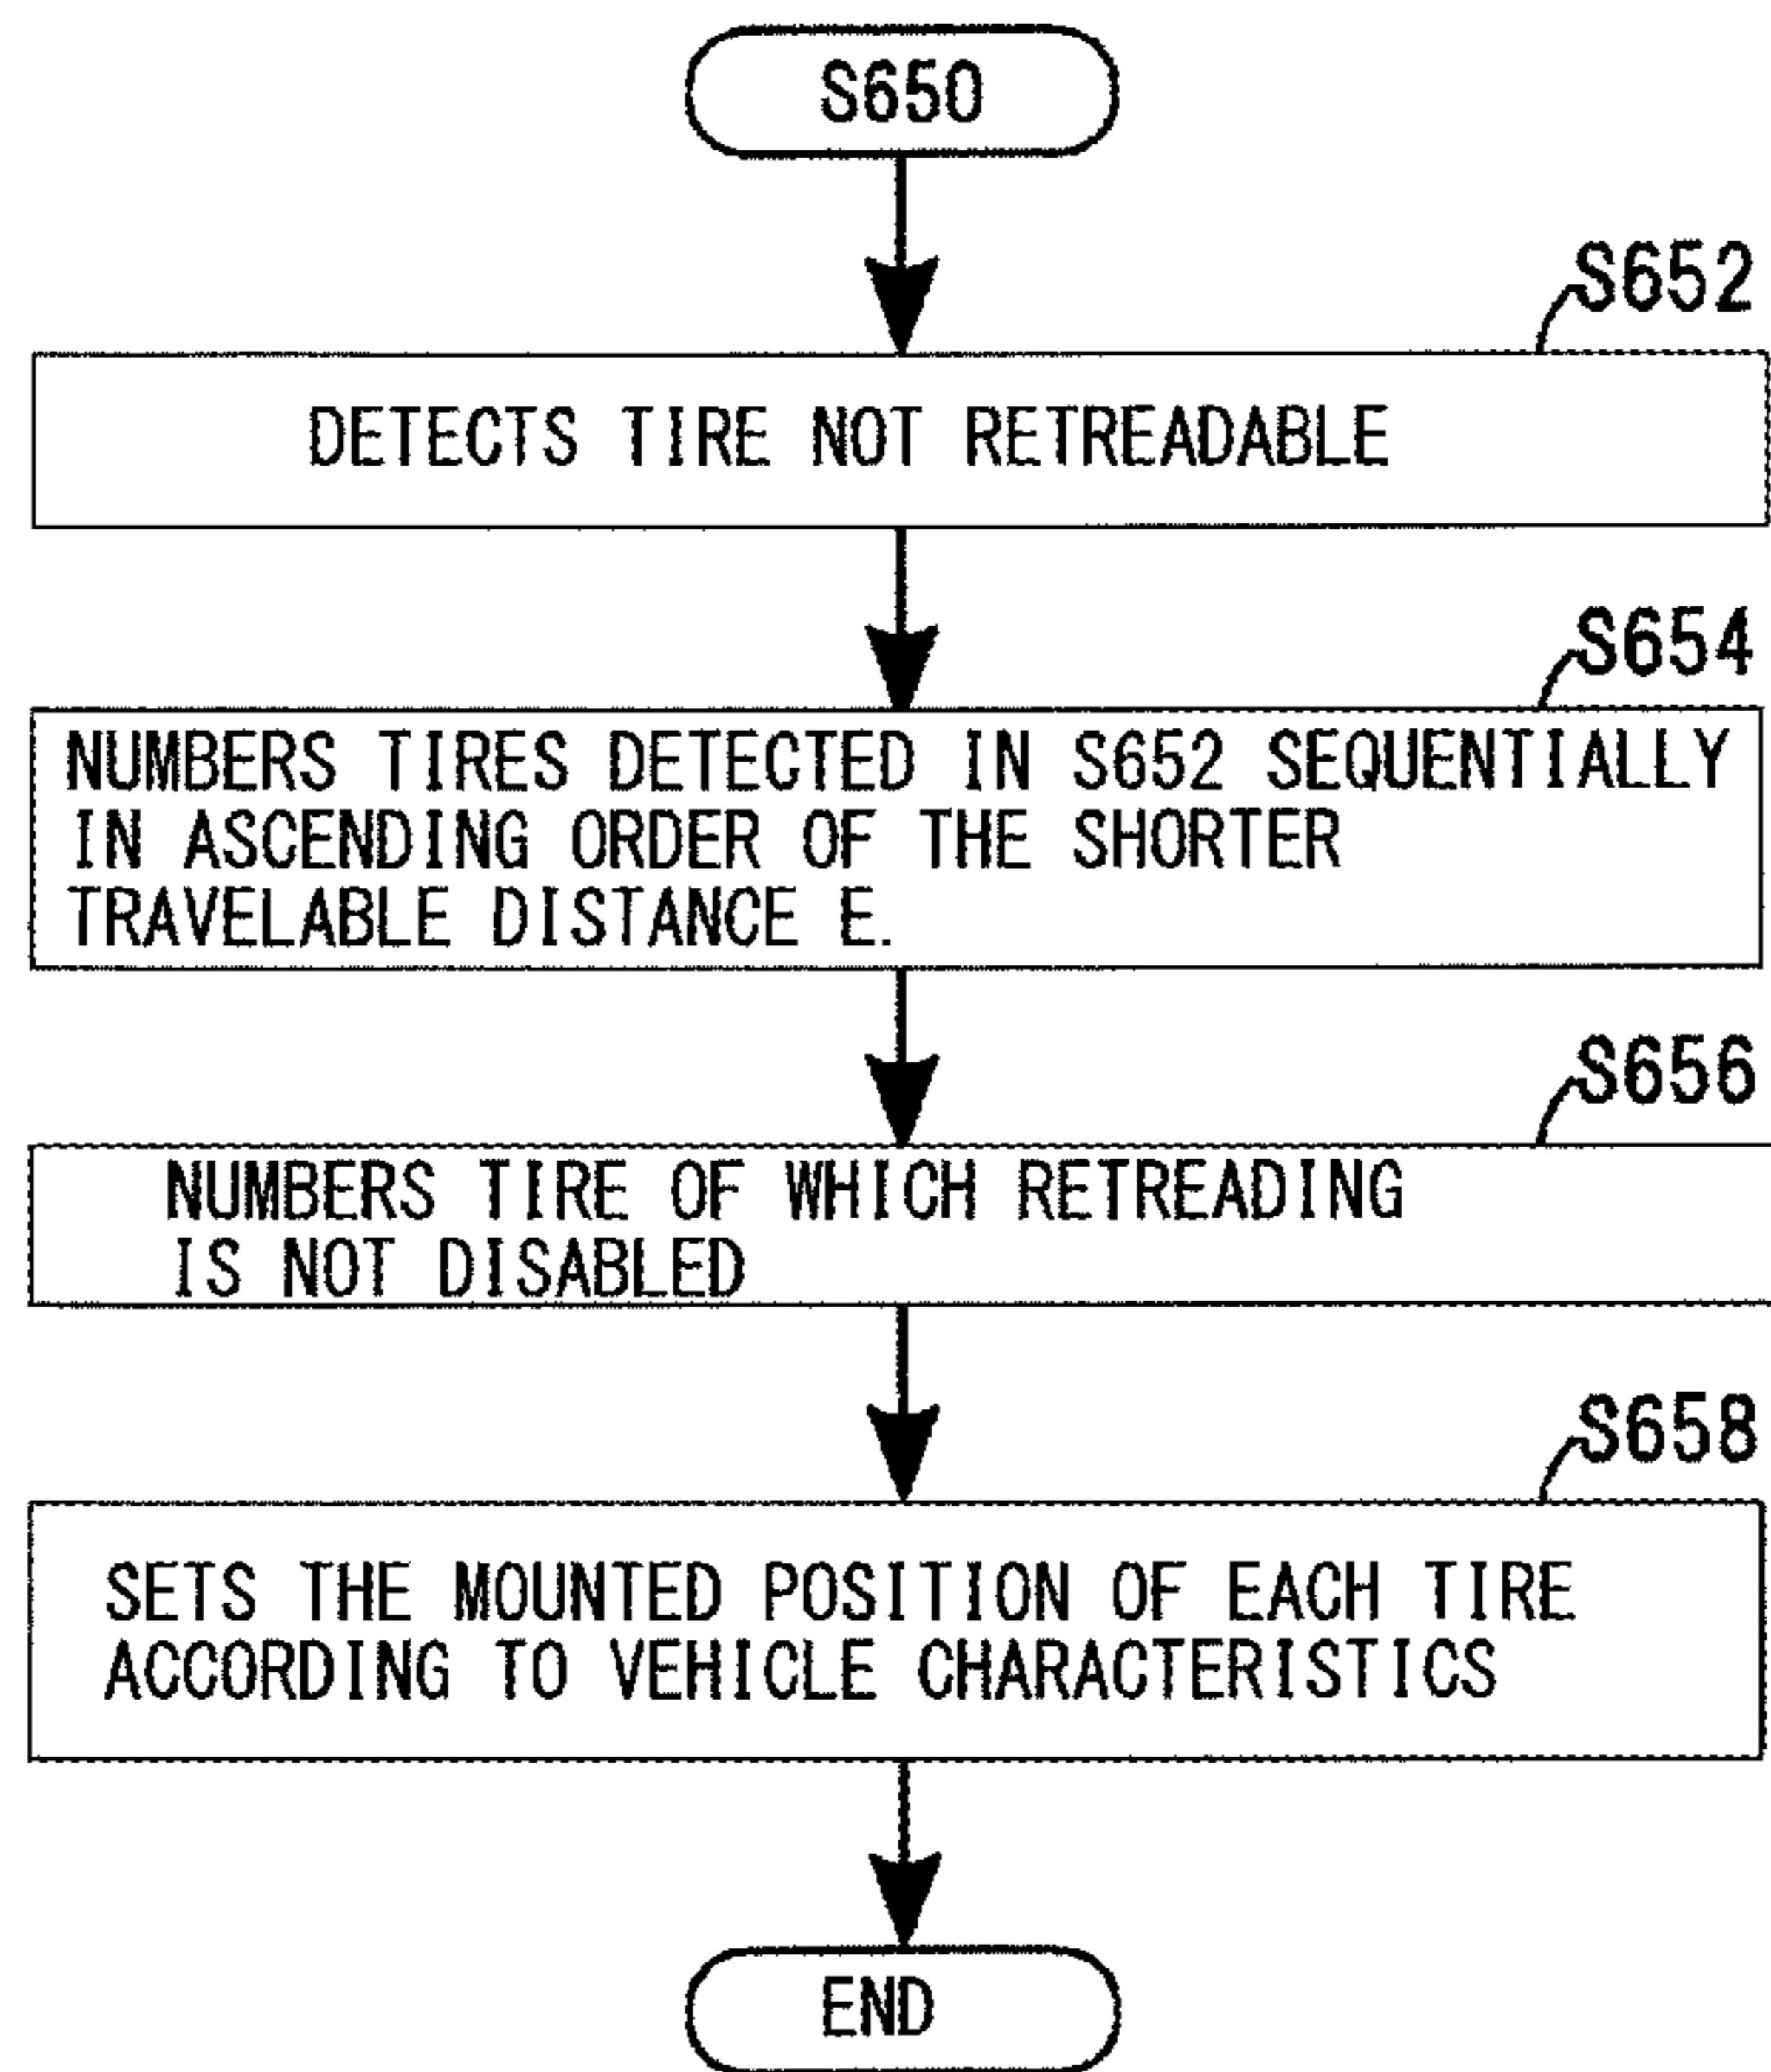 S650
S652
DETECTS TIRE NOT RETREADABLE
S654
NUMBERS TIRES DETECTED IN S652 SEQUENTIALLY
IN ASCENDING ORDER OF THE SHORTER
TRAVELABLE DISTANCE E.
S656
NUMBERS TIRE OF WHICH RETREADING
IS NOT DISABLED
S658
SETS THE MOUNTED POSITION OF EACH TIRE
ACCORDING TO VEHICLE CHARACTERISTICS
END